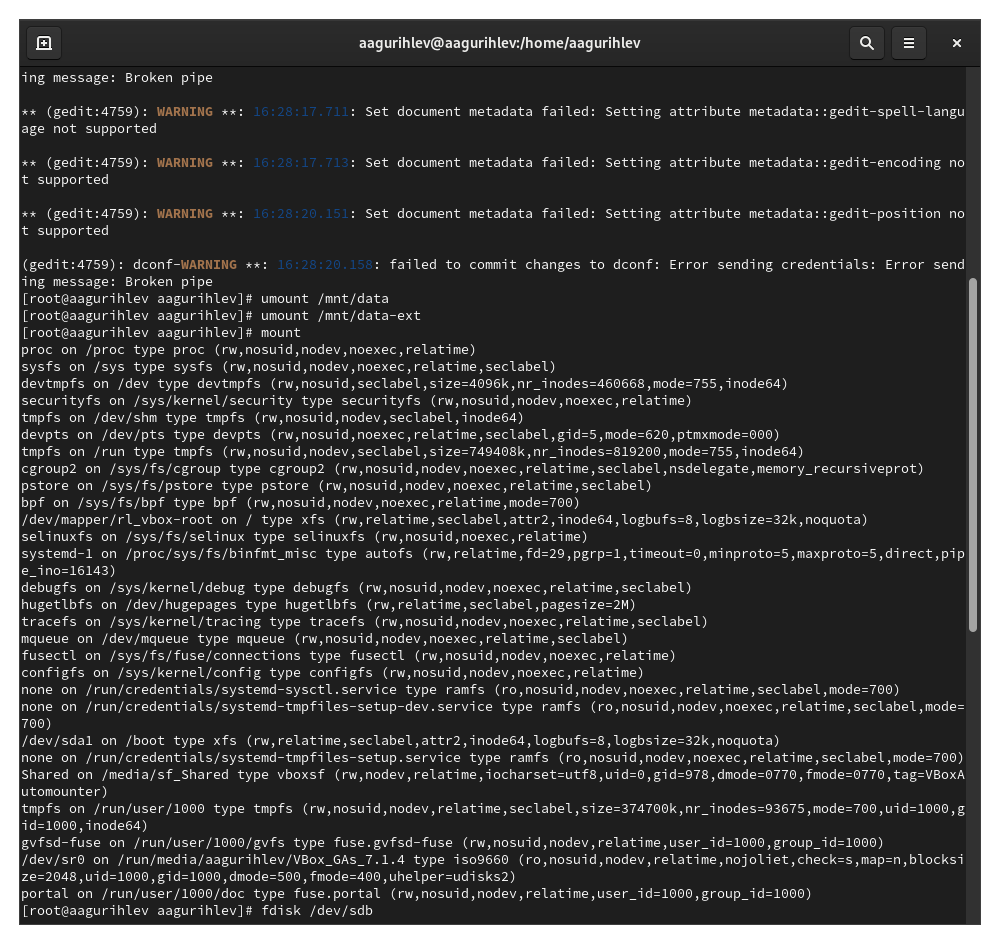 aagurihlev@aagurihlev:/home/aagurihlev
ing message: Broken pipe
** (gedit:4759): WARNING **: 16:28:17.711: Set document metadata failed: Setting attribute metadata::gedit-spell-langu
age not supported
** (gedit:4759): WARNING **: 16:28:17.713: Set document metadata failed: Setting attribute metadata::gedit-encoding no
t supported
** (gedit:4759): WARNING **: 16:28:20.151: Set document metadata failed: Setting attribute metadata::gedit-position no
t supported
(gedit:4759): dconf-WARNING **: 16:28:20.158: failed to commit changes to dconf: Error sending credentials: Error send
ing message: Broken pipe
[root@aagurihlev aagurihlev]# umount /mnt/data
[root@aagurihlev aagurihlev]# umount /mnt/data-ext
[root@aagurihlev aagurihlev]# mount
proc on /proc type proc (rw,nosuid,nodev,noexec,relatime)
sysfs on /sys type sysfs (rw,nosuid,nodev,noexec,relatime,seclabel)
devtmpfs on /dev type devtmpfs (rw,nosuid,seclabel,size=4096k,nr_inodes=460668,mode=755,inode64)
securityfs on /sys/kernel/security type securityfs (rw,nosuid,nodev,noexec,relatime)
tmpfs on /dev/shm type tmpfs (rw,nosuid,nodev,seclabel,inode64)
devpts on /dev/pts type devpts (rw,nosuid,noexec,relatime,seclabel,gid=5,mode=620,ptmxmode=000)
tmpfs on /run type tmpfs (rw,nosuid,nodev,seclabel,size=749408k,nr_inodes=819200,mode=755,inode64)
cgroup2 on /sys/fs/cgroup type cgroup2 (rw,nosuid,nodev,noexec,relatime,seclabel,nsdelegate,memory_recursiveprot)
pstore on /sys/fs/pstore type pstore (rw,nosuid,nodev,noexec,relatime,seclabel)
bpf on /sys/fs/bpf type bpf (rw,nosuid,nodev,noexec,relatime,mode=700)
/dev/mapper/rl_vbox-root on / type xfs (rw,relatime,seclabel,attr2,inode64,logbufs=8,logbsize=32k,noquota)
selinuxfs on /sys/fs/selinux type selinuxfs (rw,nosuid,noexec,relatime)
systemd-1 on /proc/sys/fs/binfmt_misc type autofs (rw,relatime,fd=29,pgrp=1,timeout=0,minproto=5,maxproto=5,direct,pip
e_ino=16143)
debugfs on /sys/kernel/debug type debugfs (rw,nosuid,nodev,noexec,relatime,seclabel)
hugetlbfs on /dev/hugepages type hugetlbfs (rw,relatime,seclabel,pagesize=2M)
tracefs on /sys/kernel/tracing type tracefs (rw,nosuid,nodev,noexec,relatime,seclabel)
mqueue on /dev/mqueue type mqueue (rw,nosuid,nodev,noexec,relatime,seclabel)
fusectl on /sys/fs/fuse/connections type fusectl (rw,nosuid,nodev,noexec,relatime)
configfs on /sys/kernel/config type configfs (rw,nosuid,nodev,noexec,relatime)
none on /run/credentials/systemd-sysctl.service type ramfs (ro,nosuid,nodev,noexec,relatime,seclabel,mode=700)
none on /run/credentials/systemd-tmpfiles-setup-dev.service type ramfs (ro,nosuid,nodev,noexec,relatime,seclabel,mode=
700)
/dev/sda1 on /boot type xfs (rw,relatime,seclabel,attr2,inode64,logbufs=8,logbsize=32k,noquota)
none on /run/credentials/systemd-tmpfiles-setup.service type ramfs (ro,nosuid,nodev,noexec,relatime,seclabel,mode=700)
Shared on /media/sf_Shared type vboxsf (rw,nodev,relatime,iocharset=utf8,uid=0,gid=978,dmode=0770,fmode=0770,tag=VBoxA
utomounter)
tmpfs on /run/user/1000 type tmpfs (rw,nosuid,nodev,relatime,seclabel,size=374700k,nr_inodes=93675,mode=700,uid=1000,g
id=1000,inode64)
gvfsd-fuse on /run/user/1000/gvfs type fuse.gvfsd-fuse (rw,nosuid,nodev,relatime,user_id=1000,group_id=1000)
/dev/sr0 on /run/media/aagurihlev/VBox_GAs_7.1.4 type iso9660 (ro,nosuid,nodev,relatime,nojoliet,check=s,map=n,blocksi
ze=2048,uid=1000,gid=1000,dmode=500,fmode=400,uhelper=udisks2)
portal on /run/user/1000/doc type fuse.portal (rw,nosuid,nodev,relatime,user_id=1000,group_id=1000)
[root@aagurihlev aagurihlev]# fdisk /dev/sdb